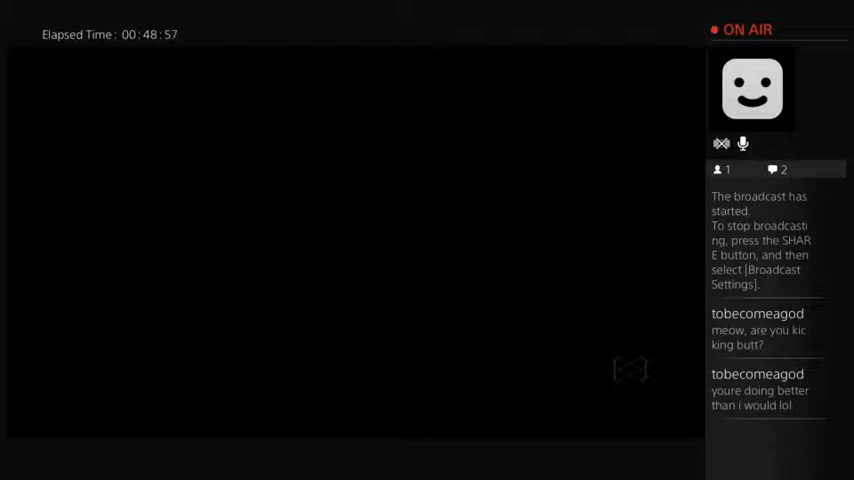 Elapsed Time: 00:48:57
ON AIR
1
2
The broadcast has
started.
To stop broadcasti
ng, press the SHAR
E button, and then
select [Broadcast
Settings].
tobecomeagod
meow, are you kic
king butt?
tobecomeagod
youre doing better
than i would lol